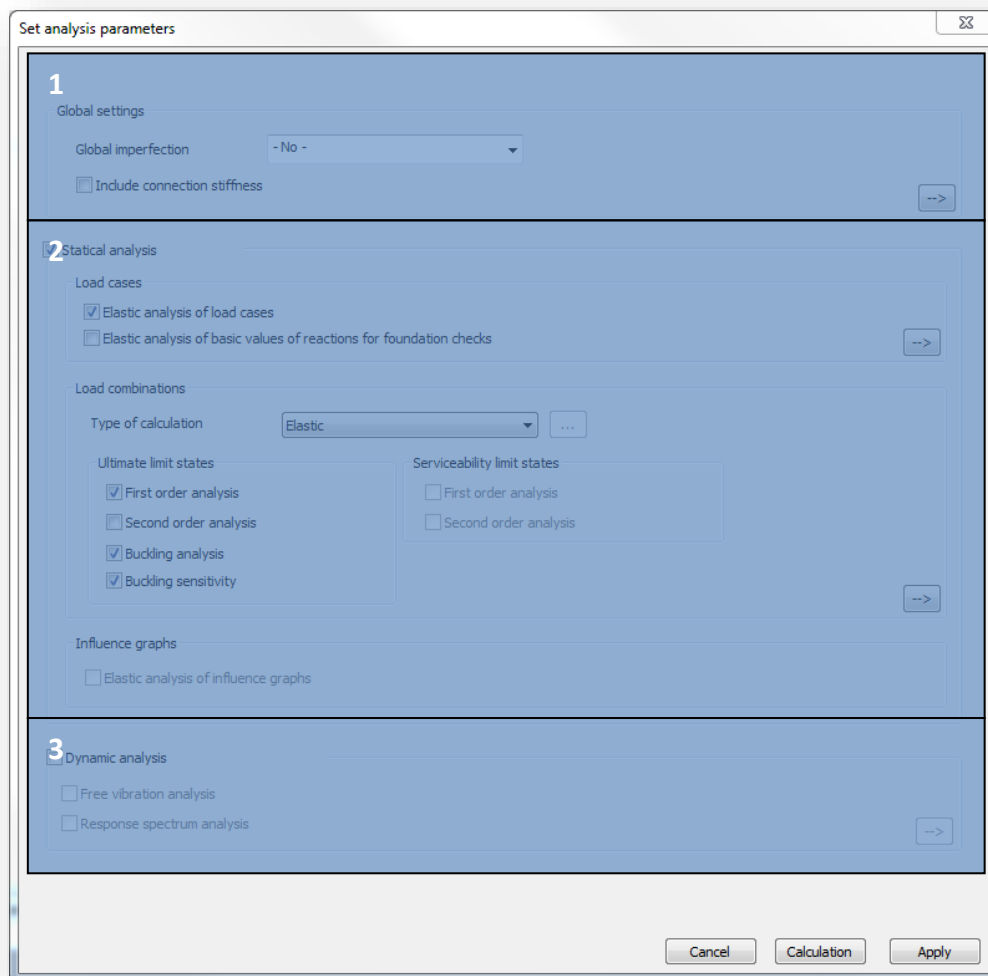 Set analysis parameters
1
Global settings
Global imperfection - No -
Include connection stiffness
-->
2 Statical analysis
Load cases
Elastic analysis of load cases
Elastic analysis of basic values of reactions for foundation checks
-->
Load combinations
Type of calculation Elastic ...
Ultimate limit states Serviceability limit states
First order analysis First order analysis
Second order analysis Second order analysis
Buckling analysis
Buckling sensitivity
-->
Influence graphs
Elastic analysis of influence graphs
3 Dynamic analysis
Free vibration analysis
Response spectrum analysis -->
Cancel Calculation Apply